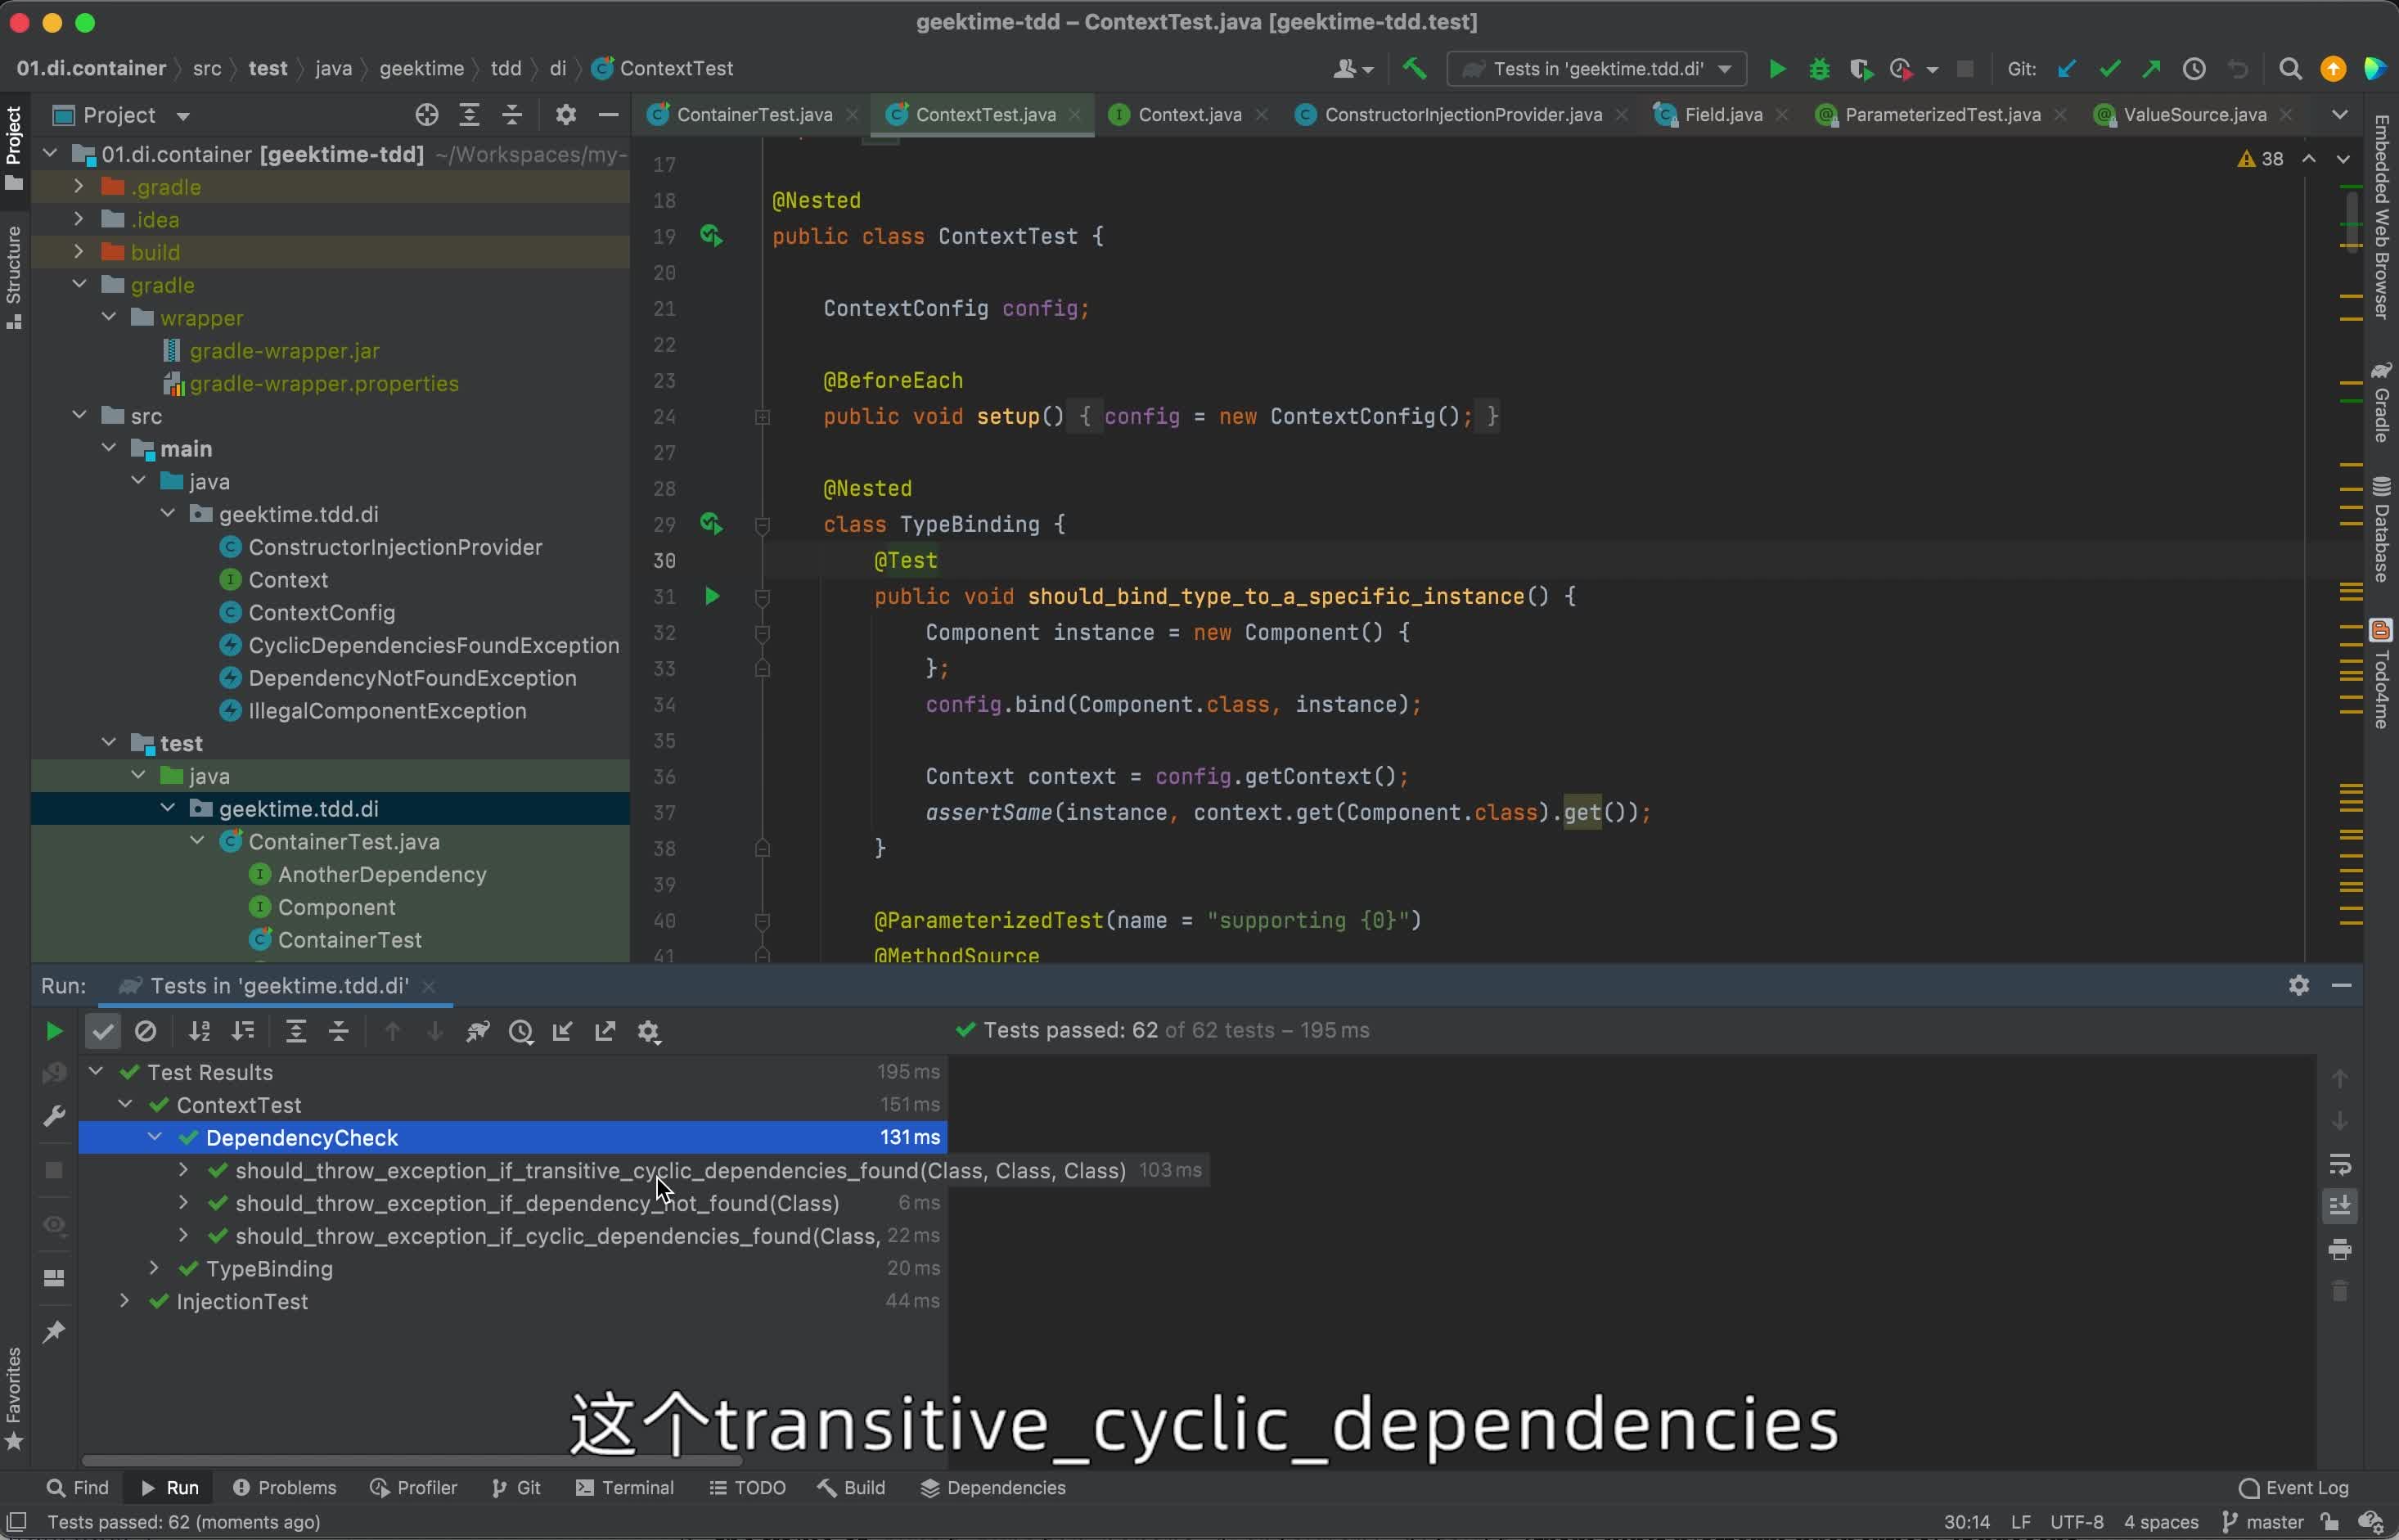 geektime-tdd – ContextTest.java [geektime-tdd.test]
01.di.container src test java geektime tdd di ContextTest
Tests in 'geektime.tdd.di'
Git:
Project
ContainerTest.java
ContextTest.java
Context.java
ConstructorInjectionProvider.java
Field.java
ParameterizedTest.java
ValueSource.java
Project
Structure
Favorites
01.di.container [geektime-tdd] ~/Workspaces/my-
.gradle
.idea
build
gradle
wrapper
gradle-wrapper.jar
gradle-wrapper.properties
src
main
java
geektime.tdd.di
ConstructorInjectionProvider
Context
ContextConfig
CyclicDependenciesFoundException
DependencyNotFoundException
IllegalComponentException
test
java
geektime.tdd.di
ContainerTest.java
AnotherDependency
Component
ContainerTest
38
17
18 @Nested
19 public class ContextTest {
20
21 ContextConfig config;
22
23 @BeforeEach
24 public void setup() { config = new ContextConfig(); }
27
28 @Nested
29 class TypeBinding {
30 @Test
31 public void should_bind_type_to_a_specific_instance() {
32 Component instance = new Component() {
33 };
34 config.bind(Component.class, instance);
35
36 Context context = config.getContext();
37 assertSame(instance, context.get(Component.class).get());
38 }
39
40 @ParameterizedTest(name = "supporting {0}")
41 @MethodSource
Embedded Web Browser
Gradle
Database
Todo4me
Run: Tests in 'geektime.tdd.di'
Tests passed: 62 of 62 tests – 195 ms
Test Results 195 ms
ContextTest 151 ms
DependencyCheck 131 ms
should_throw_exception_if_transitive_cyclic_dependencies_found(Class, Class, Class) 103 ms
should_throw_exception_if_dependency_not_found(Class) 6 ms
should_throw_exception_if_cyclic_dependencies_found(Class, 22 ms
TypeBinding 20 ms
InjectionTest 44 ms
这个transitive_cyclic_dependencies
Find Run Problems Profiler Git Terminal TODO Build Dependencies Event Log
Tests passed: 62 (moments ago) 30:14 LF UTF-8 4 spaces master